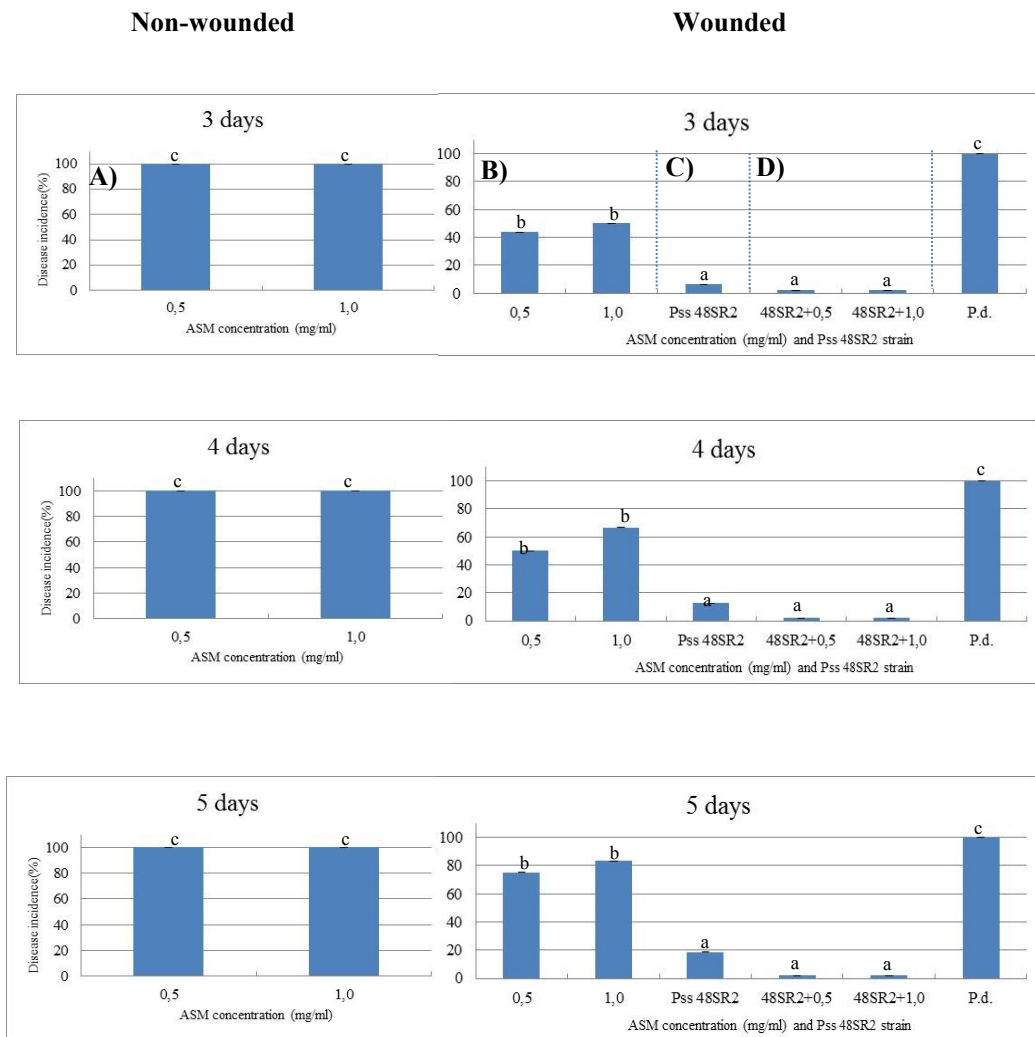 Non-wounded
Wounded
3 days
A)
c c
100
80
60
40
20
0
Disease incidence(%)
0,5 1,0
ASM concentration (mg/ml)
3 days
B) C) D)
100
80
60
40
20
0
b b a a a c
0,5 1,0 Pss 48SR2 48SR2+0,5 48SR2+1,0 P.d.
ASM concentration (mg/ml) and Pss 48SR2 strain
4 days
c c
100
80
60
40
20
0
Disease incidence(%)
0,5 1,0
ASM concentration (mg/ml)
4 days
100
80
60
40
20
0
b b a a a c
0,5 1,0 Pss 48SR2 48SR2+0,5 48SR2+1,0 P.d.
ASM concentration (mg/ml) and Pss 48SR2 strain
5 days
c c
100
80
60
40
20
0
Disease incidence(%)
0,5 1,0
ASM concentration (mg/ml)
5 days
100
80
60
40
20
0
b b a a a c
0,5 1,0 Pss 48SR2 48SR2+0,5 48SR2+1,0 P.d.
ASM concentration (mg/ml) and Pss 48SR2 strain